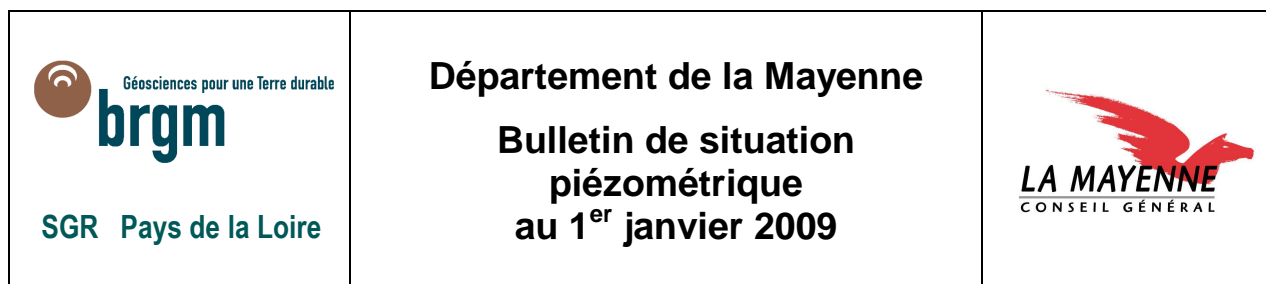 Géosciences pour une Terre durable
brgm
SGR Pays de la Loire
Département de la Mayenne
Bulletin de situation
piézométrique
au 1er janvier 2009
LA MAYENNE
CONSEIL GÉNÉRAL